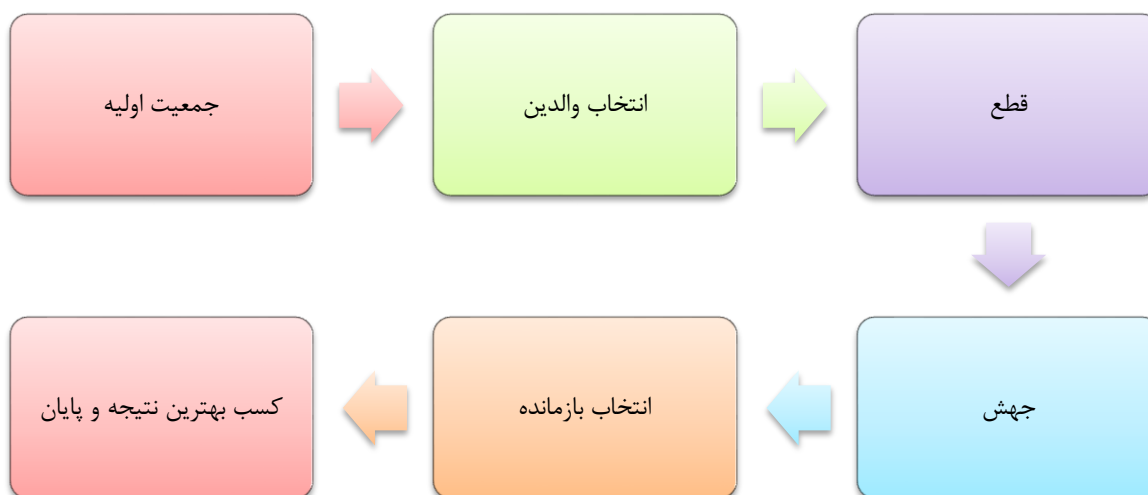 جمعیت اولیه
انتخاب والدین
قطع
جهش
انتخاب بازمانده
کسب بهترین نتیجه و پایان